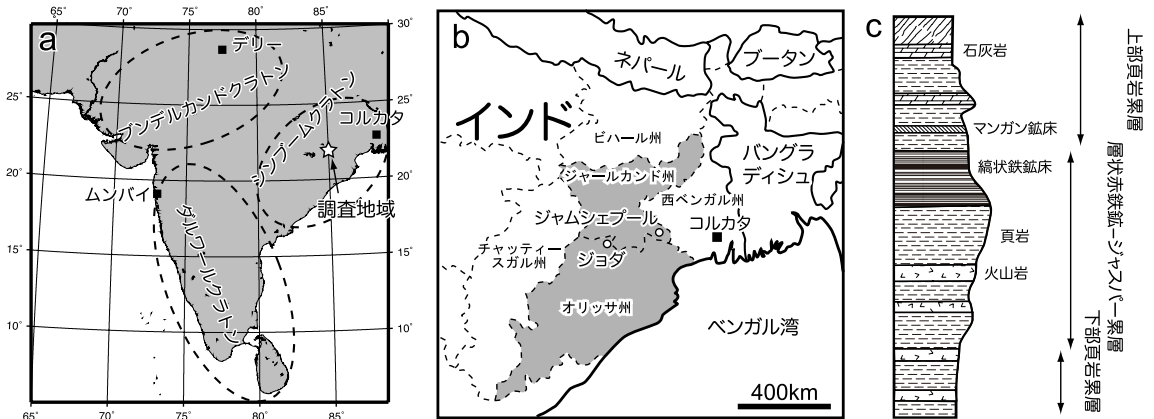 a
65˚ 70˚ 75˚ 80˚ 85˚ 30˚
25˚ 25˚
20˚ 20˚
15˚ 15˚
10˚ 10˚
65˚ 70˚ 75˚ 80˚ 85˚
デリー
ブンデルカンドクラトン
シンブームクラトン
コルカタ
ムンバイ
調査地域
ダルワールクラトン
b
ネパール
ブータン
インド
ビハール州
バングラ
ディシュ
ジャールカンド州
西ベンガル州
ジャムシェプール
コルカタ
チャッティー
スガル州
ジョダ
オリッサ州
ベンガル湾
400km
c
石灰岩
マンガン鉱床
縞状鉄鉱床
頁岩
火山岩
上部頁岩累層
層状赤鉄鉱－ジャスパー累層
下部頁岩累層